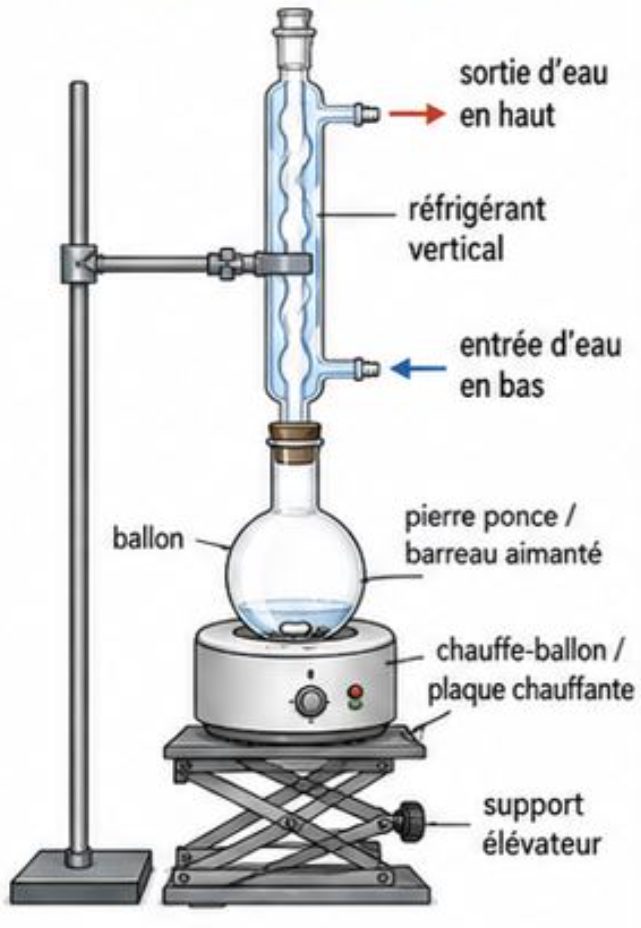 sortie d'eau
en haut
réfrigérant
vertical
entrée d'eau
en bas
ballon
pierre ponce /
barreau aimanté
chauffe-ballon /
plaque chauffante
support
élévateur